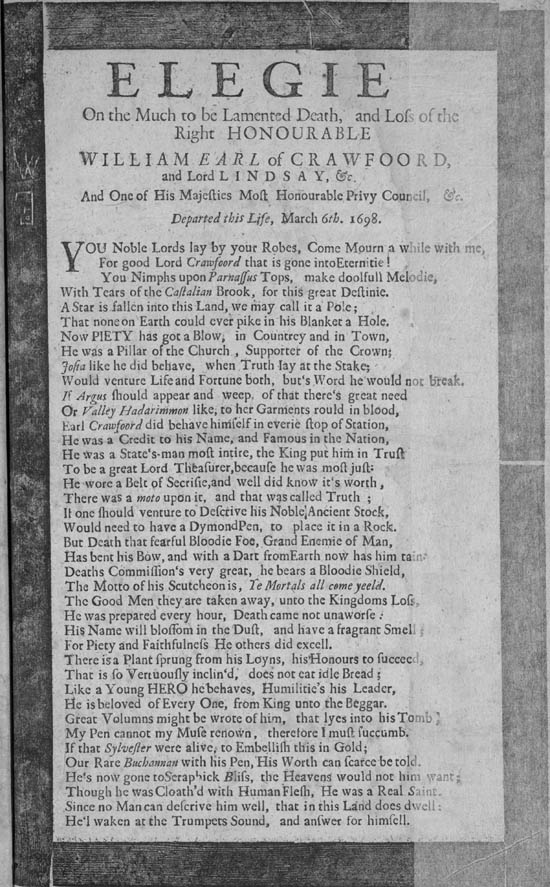 ELEGIE
On the Much to be Lamented Death, and Loſs of the
Right HONOURABLE
WILLIAM EARL of CRAWFOORD,
and Lord LINDSAY, &c.
And One of His Majeſties Moſt Honourable Privy Council, &c.
Departed this Life, March 6th. 1698.
YOU Noble Lords lay by your Robes, Come Mourn a while with me,
For good Lord Crawfoord that is gone into Eternitie!
You Nimphs upon Parnaſſus Tops, make doolfull Melodie,
With Tears of the Caſtalian Brook, for this great Deſtinie.
A Star is fallen into this Land, we may call it a Pole;
That none on Earth could ever pike in his Blanket a Hole.
Now PIETY has got a Blow, in Countrey and in Town,
He was a Pillar of the Church, Supporter of the Crown;
Joſia like he did behave, when Truth lay at the Stake;
Would venture Life and Fortune both, but's Word he would not break.
If Argus ſhould appear and weep, of that there's great need
Or Valley Hadarimmon like, to her Garments rould in blood,
Earl Crawfoord did behave himſelf in everie ſtop of Station,
He was a Credit to his Name, and Famous in the Nation,
He was a State's-man moſt intire, the King put him in Truſt
To be a great Lord Theaſurer, becauſe he was moſt juſt:
He wore a Belt of Secriſie, and well did know it's worth,
There was a moto upon it, and that was called Truth ;
If one ſhould venture to Deſcrive his Noble, Ancient Stock,
Would need to have a Dymond Pen, to place it in a Rock.
But Death that fearful Bloodie Foe, Grand Enemie of Man,
Has bent his Bow, and with a Dart from Earth now has him tain
Deaths Commiſſion's very great, he bears a Bloodie Shield,
The Motto of his Scutcheon is, Ye Mortals all come yeeld.
The Good Men they are taken away, unto the Kingdoms Loſs,
He was prepared every hour, Death came not unaworſe :
His Name will bloſſom in the Duſt, and have a fragrant Smell ;
For Piety and Faithfulneſs He others did excell.
There is a Plant ſprung from his Loyns, his Honours to ſucceed,
That is ſo Vertuouſly inclin'd, does not eat idle Bread ;
Like a Young HERO he behaves, Humilitie's his Leader,
He is beloved of Every One, from King unto the Beggar.
Great Volumns might be wrote of him, that lyes into his Tomb ;
My Pen cannot my Muſe renown, therefore I muſt ſuccumb.
If that Sylveſter were alive, to Embelliſh this in Gold;
Our Rare Buchannan with his Pen, His Worth can ſcarce be told.
He's now gone to Seraphick Bliſs, the Heavens would not him want;
Though he was Cloath'd with Human Fleſh, He was a Real Saint.
Since no Man can deſcrive him well, that in this Land does dwell:
He'l waken at the Trumpets Sound, and anſwer for himſelf.